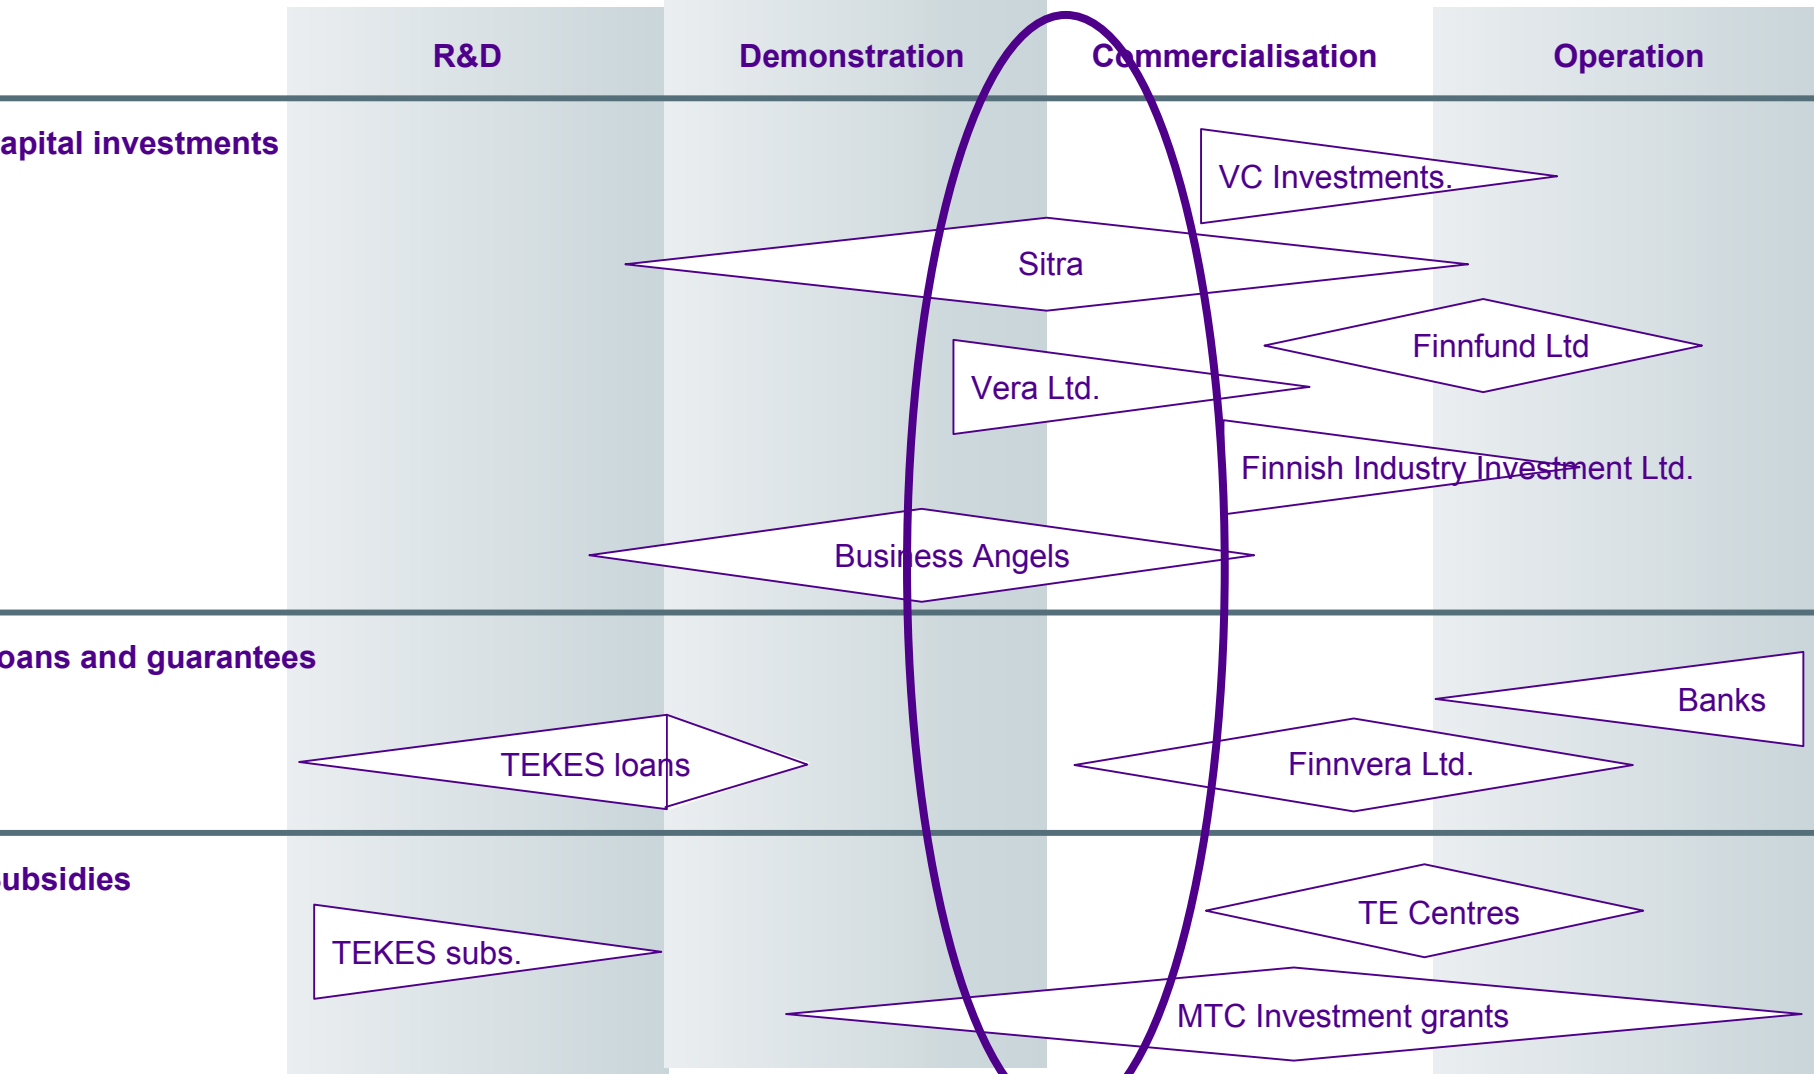 R&D Demonstration Commercialisation Operation
apital investments
VC Investments.
Sitra
Finnfund Ltd
Vera Ltd.
Finnish Industry Investment Ltd.
Business Angels
oans and guarantees
Banks
TEKES loans
Finnvera Ltd.
ubsidies
TE Centres
TEKES subs.
MTC Investment grants